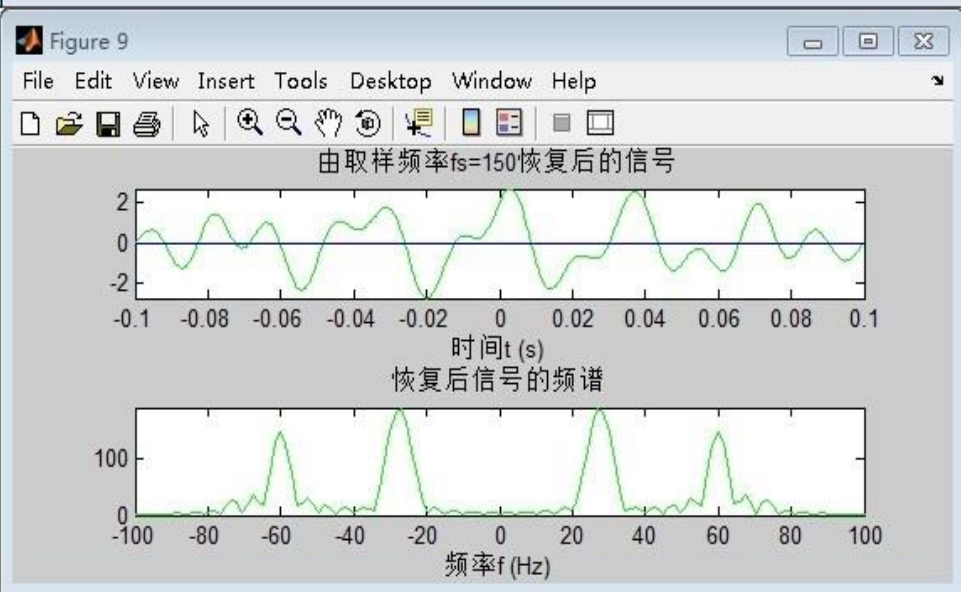 Figure 9
File Edit View Insert Tools Desktop Window Help
由取样频率fs=150恢复后的信号
2
0
-2
-0.1 -0.08 -0.06 -0.04 -0.02 0 0.02 0.04 0.06 0.08 0.1
时间t (s)
恢复后信号的频谱
100
0
-100 -80 -60 -40 -20 0 20 40 60 80 100
频率f (Hz)